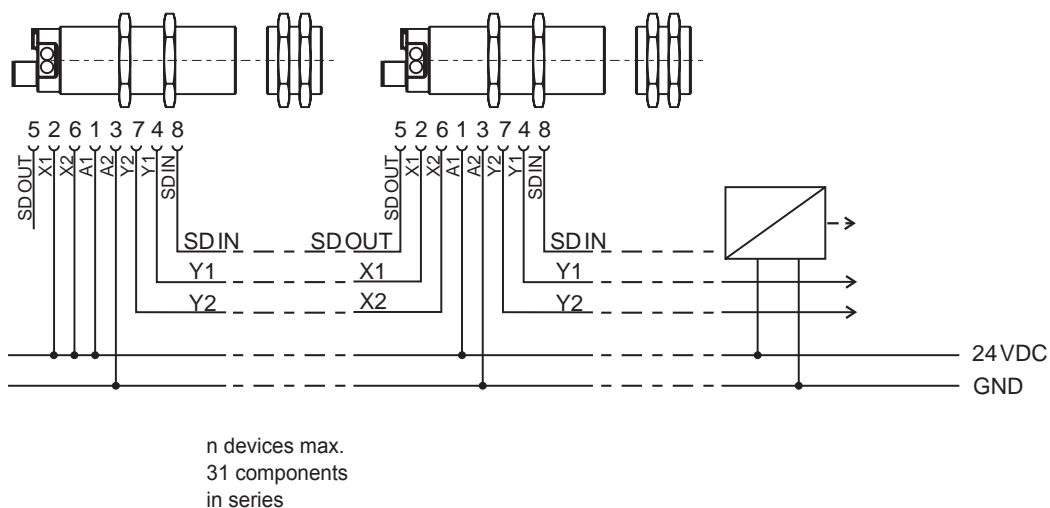 5 2 6 1 3 7 4 8
5 2 6 1 3 7 4 8
SD OUT
X1
X2
A1
A2
Y2
Y1
SD IN
SD OUT
X1
X2
A1
A2
Y2
Y1
SD IN
SD IN
SD OUT
SD IN
Y1
X1
Y1
Y2
X2
Y2
24VDC
GND
n devices max.
31 components
in series